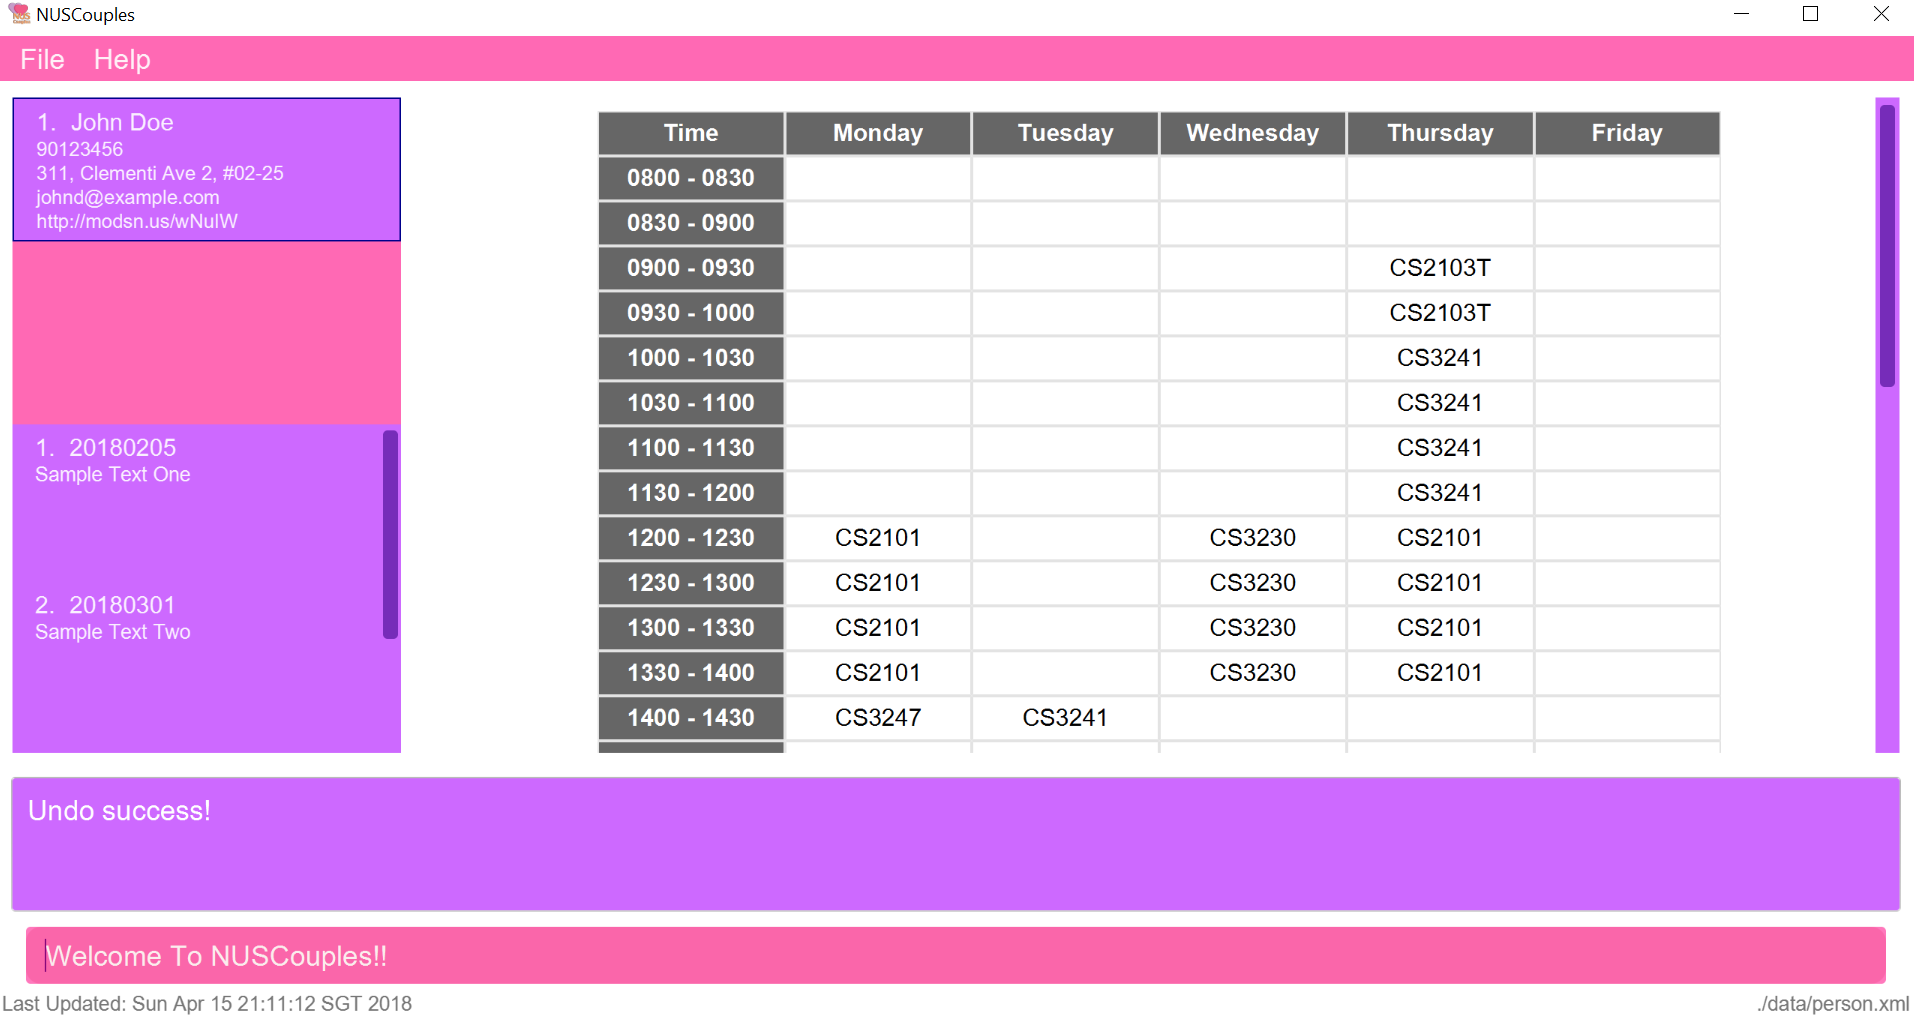 NUSCouples
File Help
1. John Doe
90123456
311, Clementi Ave 2, #02-25
johnd@example.com
http://modsn.us/wNuIW
1. 20180205
Sample Text One
2. 20180301
Sample Text Two
Time Monday Tuesday Wednesday Thursday Friday
0800 - 0830
0830 - 0900
0900 - 0930 CS2103T
0930 - 1000 CS2103T
1000 - 1030 CS3241
1030 - 1100 CS3241
1100 - 1130 CS3241
1130 - 1200 CS3241
1200 - 1230 CS2101 CS3230 CS2101
1230 - 1300 CS2101 CS3230 CS2101
1300 - 1330 CS2101 CS3230 CS2101
1330 - 1400 CS2101 CS3230 CS2101
1400 - 1430 CS3247 CS3241
Undo success!
Welcome To NUSCouples!!
Last Updated: Sun Apr 15 21:11:12 SGT 2018 ./data/person.xml